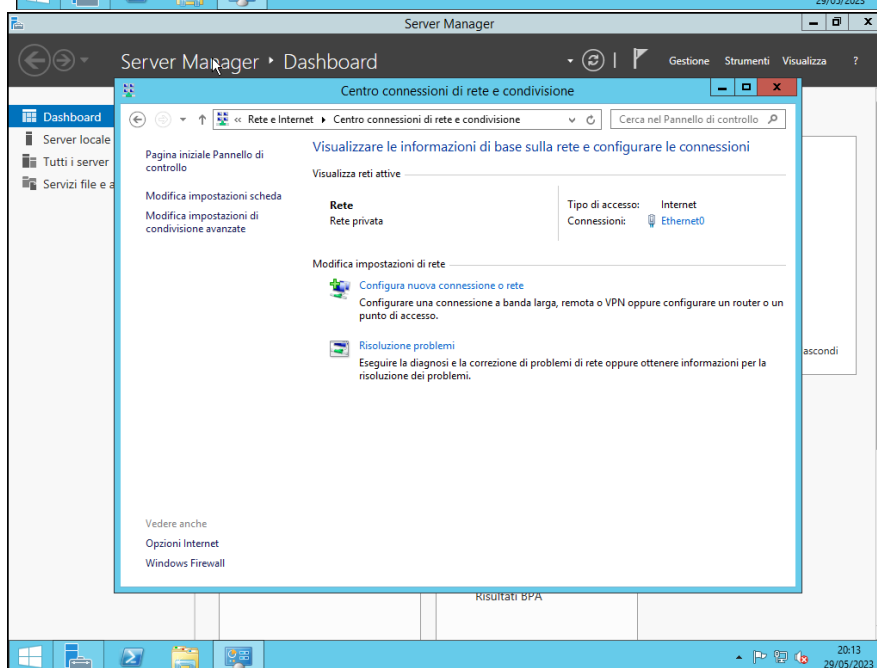 29/05/2023
Server Manager
Server Manager ‣ Dashboard
Gestione Strumenti Visualizza ?
Centro connessioni di rete e condivisione
« Rete e Internet ▸ Centro connessioni di rete e condivisione
Cerca nel Pannello di controllo
Dashboard
Server locale
Tutti i server
Servizi file e a
Pagina iniziale Pannello di
controllo
Modifica impostazioni scheda
Modifica impostazioni di
condivisione avanzate
Visualizzare le informazioni di base sulla rete e configurare le connessioni
Visualizza reti attive
Rete
Rete privata
Tipo di accesso: Internet
Connessioni: Ethernet0
Modifica impostazioni di rete
Configura nuova connessione o rete
Configurare una connessione a banda larga, remota o VPN oppure configurare un router o un
punto di accesso.
Risoluzione problemi
Eseguire la diagnosi e la correzione di problemi di rete oppure ottenere informazioni per la
risoluzione dei problemi.
ascondi
Vedere anche
Opzioni Internet
Windows Firewall
Risultati BPA
20:13
29/05/2023